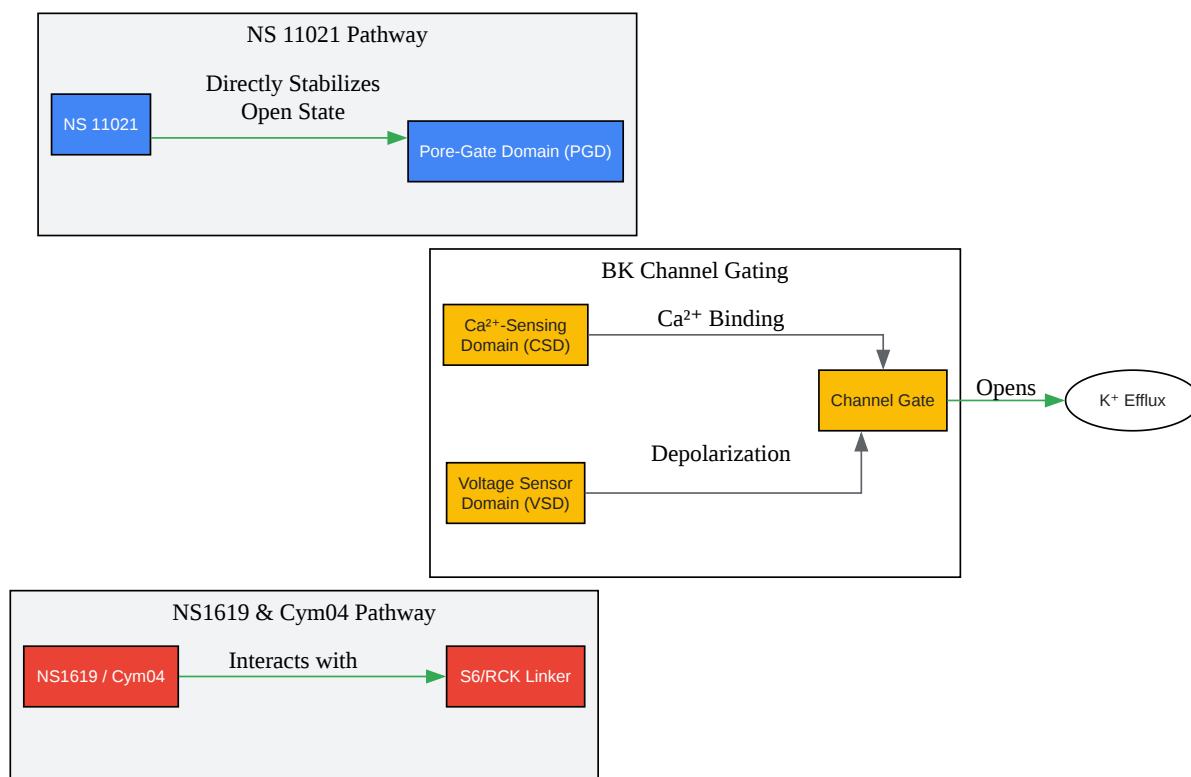 NS 11021 Pathway
Directly Stabilizes
Open State
NS 11021
Pore-Gate Domain (PGD)
BK Channel Gating
Ca²⁺-Sensing
Domain (CSD)
Ca²⁺ Binding
Channel Gate
Opens
K⁺ Efflux
Depolarization
Voltage Sensor
Domain (VSD)
NS1619 & Cym04 Pathway
NS1619 / Cym04
Interacts with
S6/RCK Linker